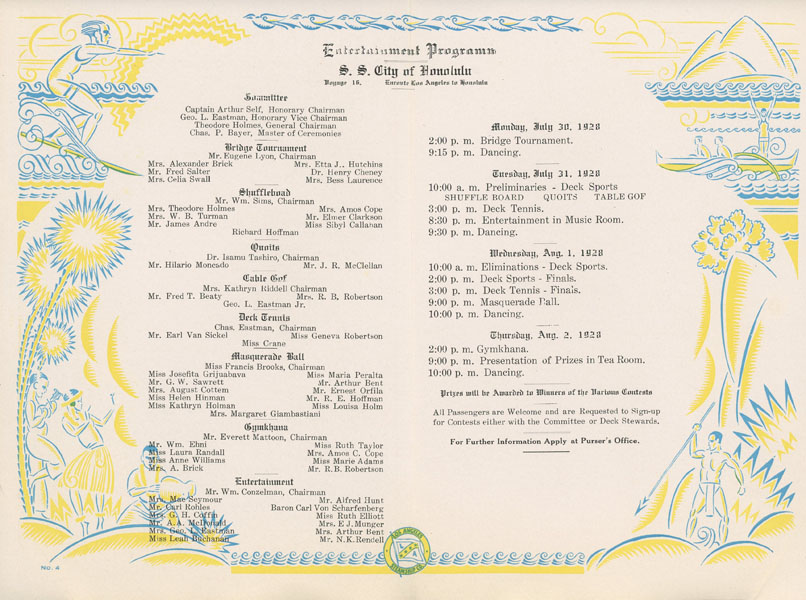 Entertainment Programm
S. S. City of Honolulu
Voyage 16, Enroute Los Angeles to Honolulu
Committee
Captain Arthur Self, Honorary Chairman
Geo. L. Eastman, Honorary Vice Chairman
Theodore Holmes, General Chairman
Chas. P. Bayer, Master of Ceremonies
Bridge Tournament
Mr. Eugene Lyon, Chairman
Mrs. Alexander Brick Mrs. Etta J., Hutchins
Mr. Fred Salter Dr. Henry Cheney
Mrs. Celia Swall Mrs. Bess Laurence
Shuffleboad
Mr. Wm. Sims, Chairman
Mrs. Theodore Holmes Mrs. Amos Cope
Mrs. W. B. Turman Mr. Elmer Clarkson
Mr. James Andre Miss Sibyl Callahan
Richard Hoffman
Quoits
Dr. Isamu Tashiro, Chairman
Mr. Hilario Moncado Mr. J. R. McClellan
Table Gof
Mrs. Kathryn Riddell Chairman
Mr. Fred T. Beaty Mrs. R. B. Robertson
Geo. L. Eastman Jr.
Deck Tennis
Chas. Eastman, Chairman
Mr. Earl Van Sickel Miss Geneva Robertson
Miss Crane
Masquerade Ball
Miss Francis Brooks, Chairman
Miss Josefita Grijuabava Miss Maria Peralta
Mr. G. W. Sawrett Mr. Arthur Bent
Mrs. August Cottem Mr. Ernest Orfila
Miss Helen Hinman Mr. R. E. Hoffman
Miss Kathryn Holman Miss Louisa Holm
Mrs. Margaret Giambastiani
Gymkhana
Mr. Everett Mattoon, Chairman
Mr. Wm. Ehni Miss Ruth Taylor
Miss Laura Randall Mrs. Amos C. Cope
Miss Anne Williams Miss Marie Adams
Mrs. A. Brick Mr. R.B. Robertson
Entertainment
Mr. Wm. Conzelman, Chairman
Mrs. Mae Seymour Mr. Alfred Hunt
Mr. Carl Rohles Baron Carl Von Scharfenberg
Mrs. G. H. Coffin Miss Ruth Elliott
Mr. A.A. McDonald Mrs. E J. Munger
Mrs. Geo. L. Eastman Mrs. Arthur Bent
Miss Leah Buchanan Mr. N.K. Rendell
Monday, July 30, 1928
2:00 p. m. Bridge Tournament.
9:15 p. m. Dancing.
Tuesday, July 31, 1928
10:00 a. m. Preliminaries - Deck Sports
SHUFFLE BOARD QUOITS TABLE GOF
3:00 p. m. Deck Tennis.
8:30 p. m. Entertainment in Music Room.
9:30 p. m. Dancing.
Wednesday, Aug. 1, 1928
10:00 a. m. Eliminations - Deck Sports.
2:00 p. m. Deck Sports - Finals.
3:00 p. m. Deck Tennis - Finals.
9:00 p. m. Masquerade Ball.
10:00 p. m. Dancing.
Thursday, Aug. 2, 1928
2:00 p. m. Gymkhana.
9:00 p. m. Presentation of Prizes in Tea Room.
10:00 p. m. Dancing.
Prizes will be Awarded to Winners of the Various Contests
All Passengers are Welcome and are Requested to Sign-up
for Contests either with the Committee or Deck Stewards.
For Further Information Apply at Purser's Office.
LOS ANGELES
STEAMSHIP CO.
No. 4